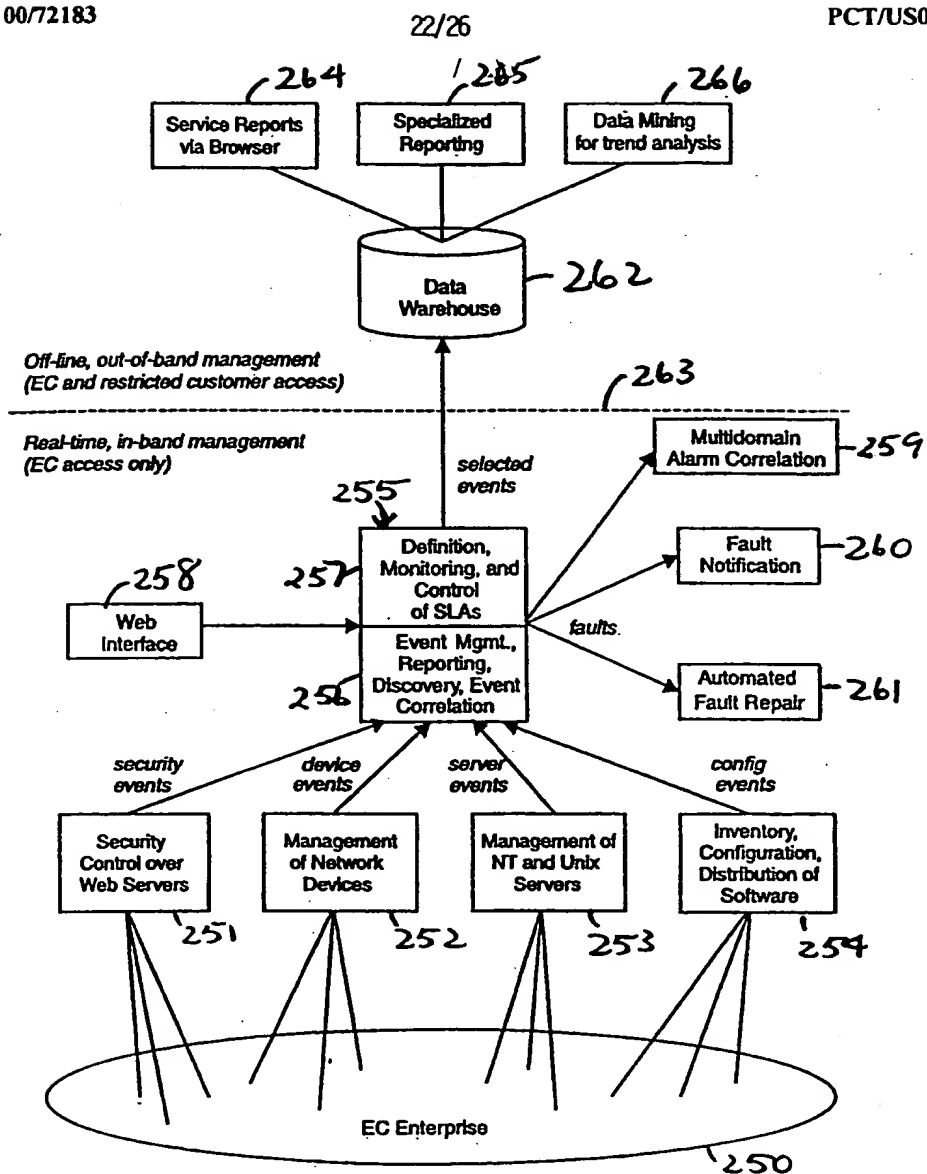 00/72183
PCT/US0
22/26
264
265
266
Service Reports
via Browser
Specialized
Reporting
Data Mining
for trend analysis
Data
Warehouse
262
Off-line, out-of-band management
(EC and restricted customer access)
263
Real-time, in-band management
(EC access only)
selected
events
Multidomain
Alarm Correlation
259
255
257
Definition,
Monitoring, and
Control
of SLAs
Fault
Notification
260
258
Web
Interface
faults.
256
Event Mgmt.,
Reporting,
Discovery, Event
Correlation
Automated
Fault Repair
261
security
events
device
events
server
events
config
events
Security
Control over
Web Servers
Management
of Network
Devices
Management of
NT and Unix
Servers
Inventory,
Configuration,
Distribution of
Software
251
252
253
254
EC Enterprise
250